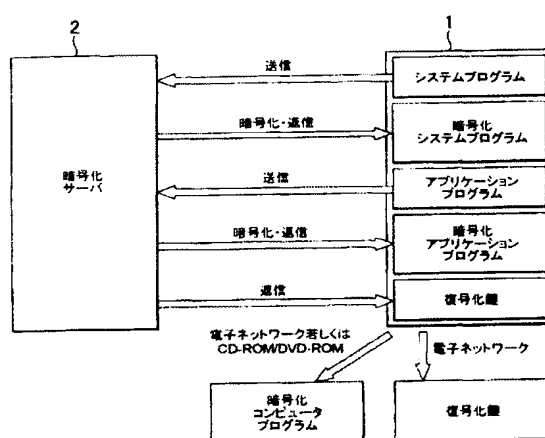 2
1
送信
システムプログラム
暗号化・返信
暗号化
システムプログラム
暗号化
サーバ
送信
アプリケーション
プログラム
暗号化・返信
暗号化
アプリケーション
プログラム
返信
復号化鍵
電子ネットワーク若しくは
CD-ROM/DVD-ROM
電子ネットワーク
暗号化
コンピュータ
プログラム
復号化鍵